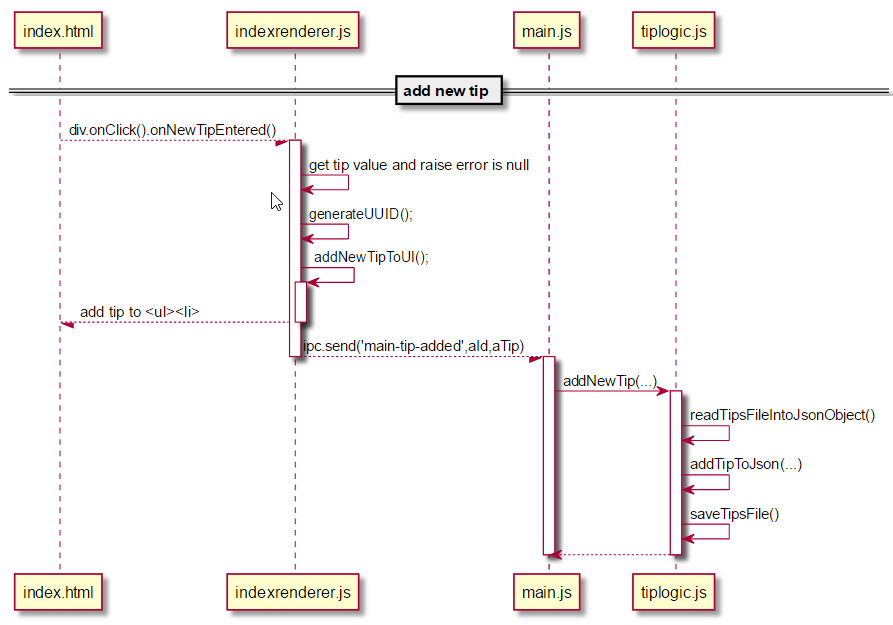 index.html
indexrenderer.js
main.js
tiplogic.js
add new tip
div.onClick().onNewTipEntered()
get tip value and raise error is null
generateUUID();
addNewTipToUI();
add tip to <ul><li>
ipc.send('main-tip-added',aId,aTip)
addNewTip(...)
readTipsFileIntoJsonObject()
addTipToJson(...)
saveTipsFile()
index.html
indexrenderer.js
main.js
tiplogic.js